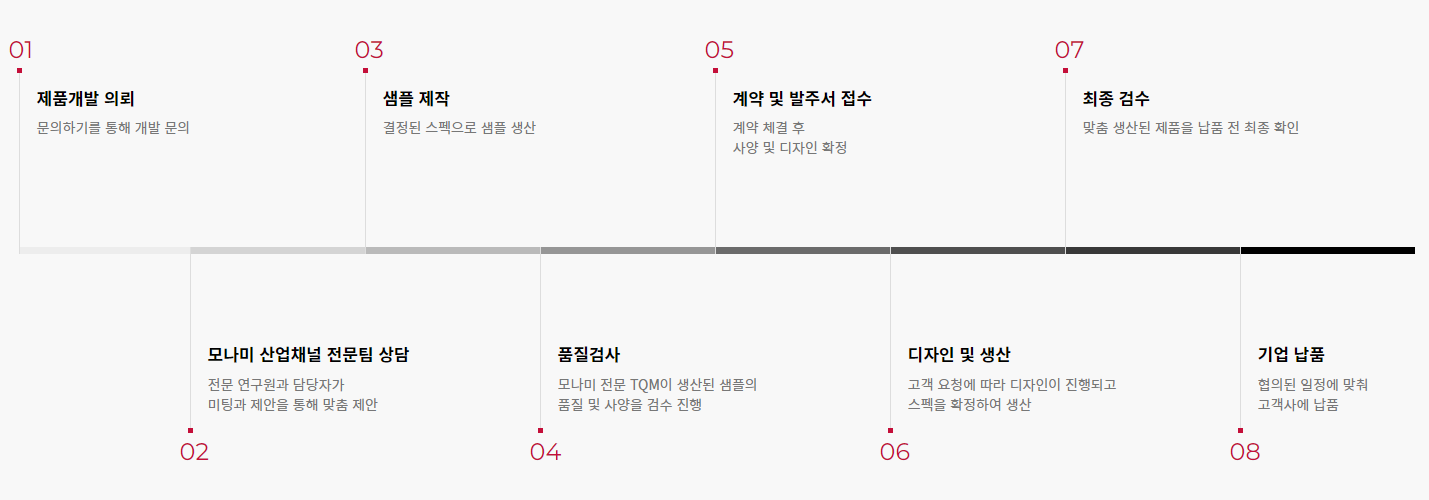 01
제품개발 의뢰
문의하기를 통해 개발 문의
02
모나미 산업채널 전문팀 상담
전문 연구원과 담당자가
미팅과 제안을 통해 맞춤 제안
03
샘플 제작
결정된 스펙으로 샘플 생산
04
품질검사
모나미 전문 TQM이 생산된 샘플의
품질 및 사양을 검수 진행
05
계약 및 발주서 접수
계약 체결 후
사양 및 디자인 확정
06
디자인 및 생산
고객 요청에 따라 디자인이 진행되고
스펙을 확정하여 생산
07
최종 검수
맞춤 생산된 제품을 납품 전 최종 확인
08
기업 납품
협의된 일정에 맞춰
고객사에 납품